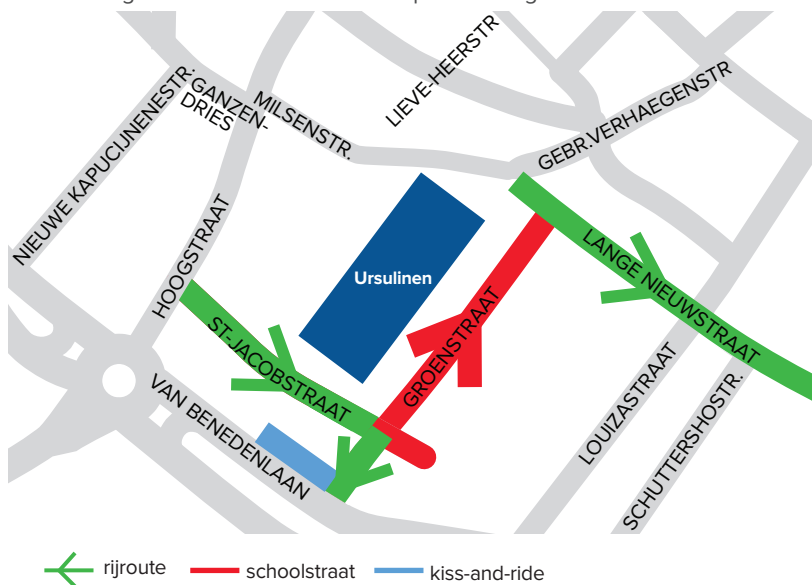 LIEVE-HEERSTR
GEBR.VERHAEGENSTR
NIEUWE KAPUCIJNENESTR.
GANZEN-
DRIES
MILSENSTR.
HOOGSTRAAT
Ursulinen
LANGE NIEUWSTRAAT
ST-JACOBSTRAAT
GROENSTRAAT
VAN BENEDENLAAN
LOUIZASTRAAT
SCHUTTERSHOSTR.
rijroute
schoolstraat
kiss-and-ride